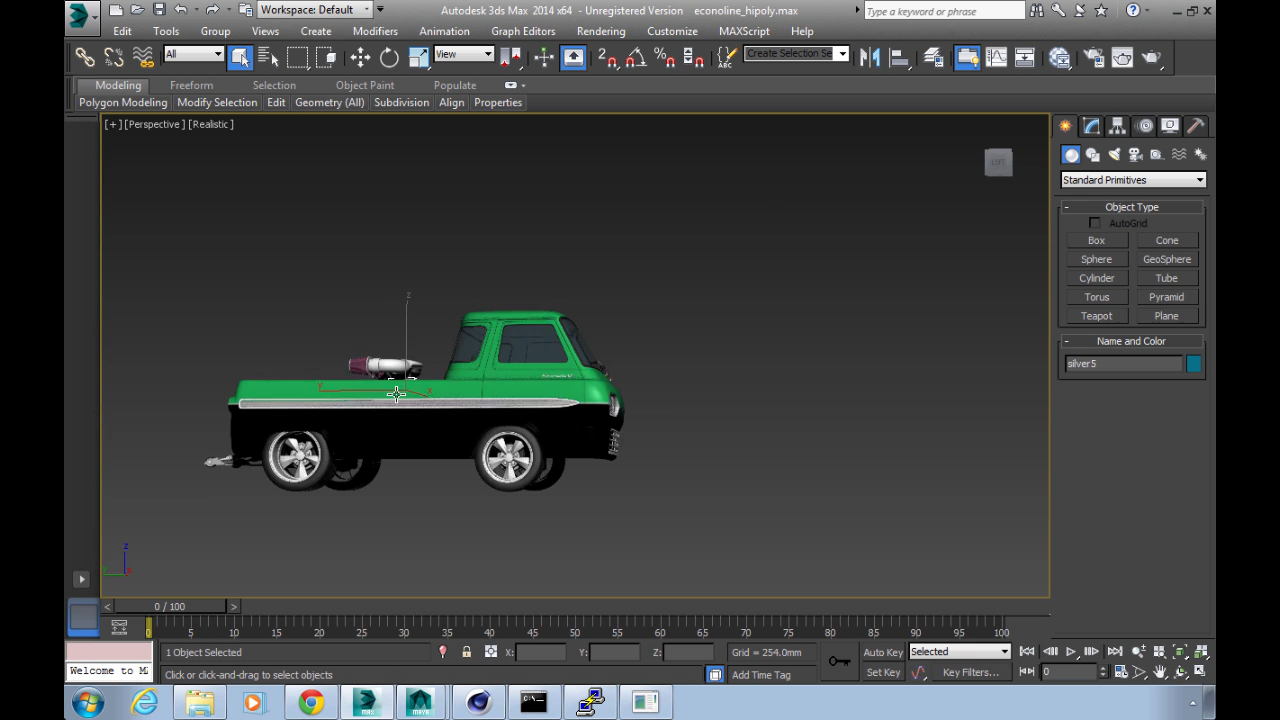 Workspace: Default
Autodesk 3ds Max 2014 x64 - Unregistered Version econoline_hipoly.max
Type a keyword or phrase
Edit Tools Group Views Create Modifiers Animation Graph Editors Rendering Customize MAXScript Help
All
View
Create Selection Se
Modeling Freeform Selection Object Paint Populate
Polygon Modeling Modify Selection Edit Geometry (All) Subdivision Align Properties
[+] [Perspective] [Realistic]
LEFT
Standard Primitives
- Object Type
AutoGrid
Box Cone
Sphere GeoSphere
Cylinder Tube
Torus Pyramid
Teapot Plane
- Name and Color
silver5
z
z
< 0 / 100 >
0 5 10 15 20 25 30 35 40 45 50 55 60 65 70 75 80 85 90 95 100
1 Object Selected X: Y: Z: Grid = 254.0mm Auto Key Selected
Welcome to M
Click or click-and-drag to select objects Add Time Tag Set Key Key Filters... 0